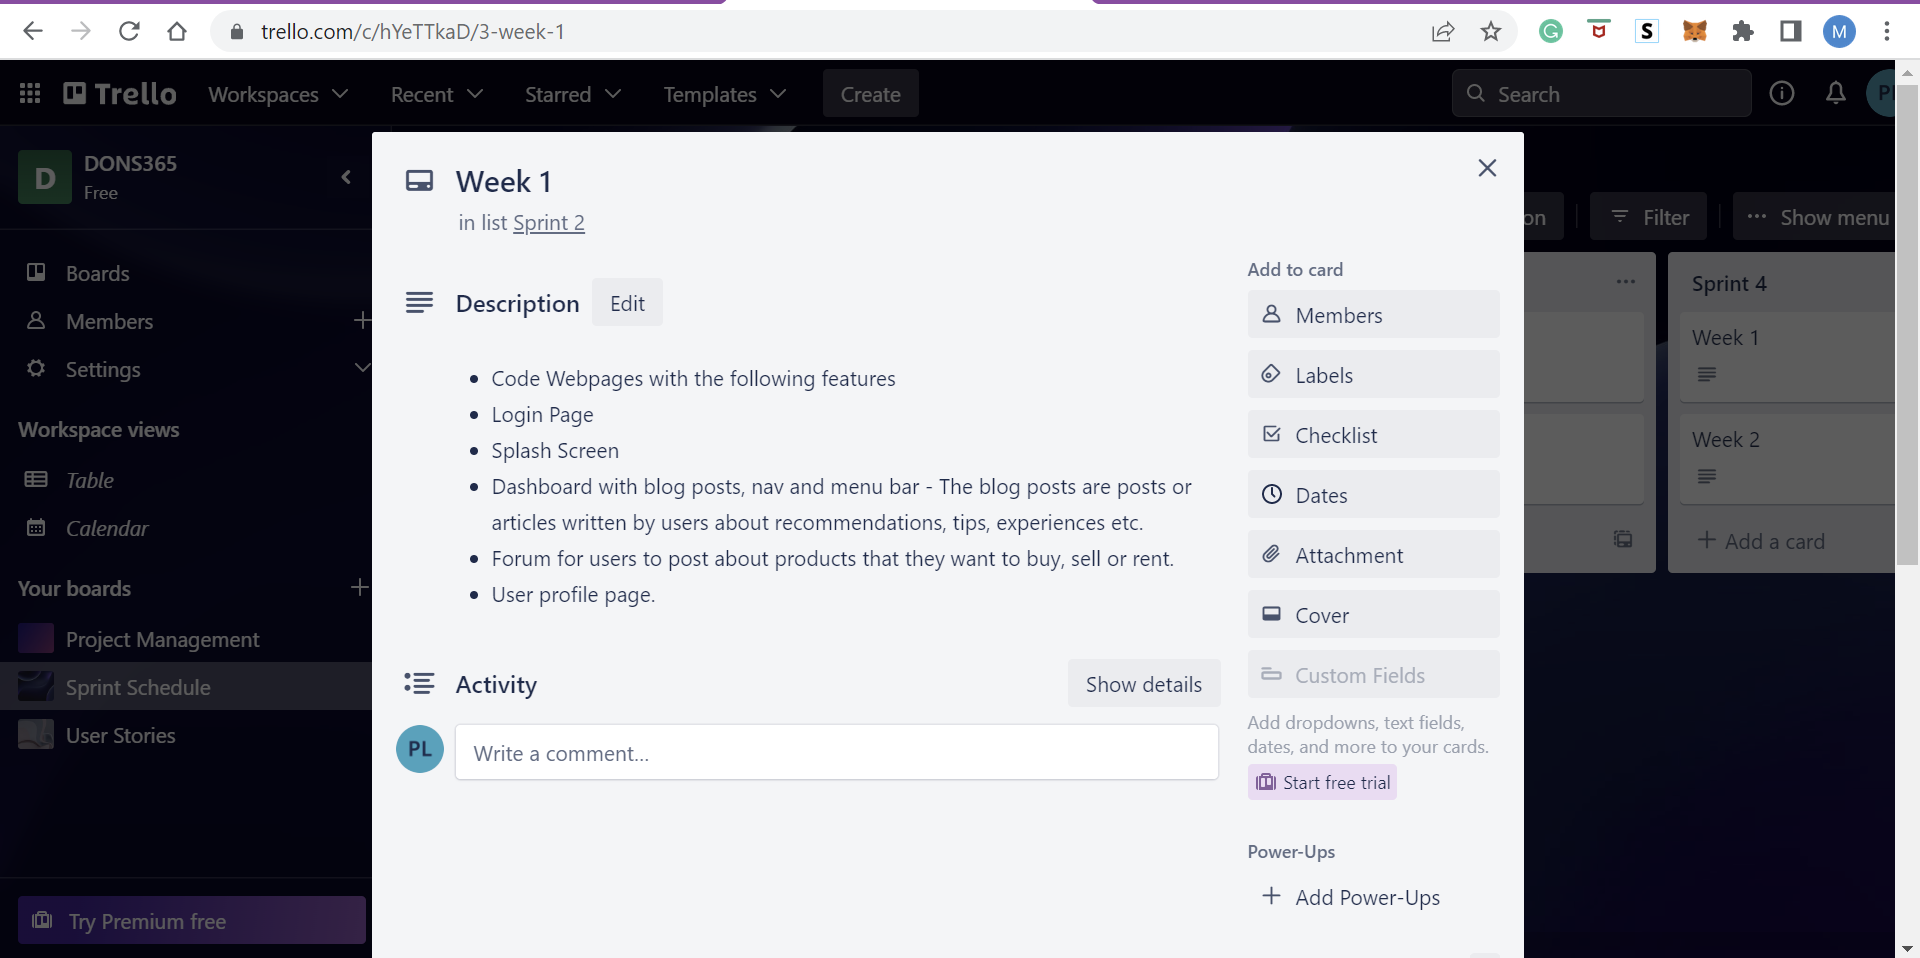 trello.com/c/hYeTTkaD/3-week-1
G
S
M
Trello
Workspaces
Recent
Starred
Templates
Create
Search
D
DONS365
Free
Boards
Members
Settings
Workspace views
Table
Calendar
Your boards
Project Management
Sprint Schedule
User Stories
Try Premium free
Week 1
in list Sprint 2
Description
Edit
Code Webpages with the following features
Login Page
Splash Screen
Dashboard with blog posts, nav and menu bar - The blog posts are posts or
articles written by users about recommendations, tips, experiences etc.
Forum for users to post about products that they want to buy, sell or rent.
User profile page.
Activity
Show details
PL
Write a comment...
Add to card
Members
Labels
Checklist
Dates
Attachment
Cover
Custom Fields
Add dropdowns, text fields,
dates, and more to your cards.
Start free trial
Power-Ups
Add Power-Ups
Filter
Show menu
Sprint 4
Week 1
Week 2
Add a card